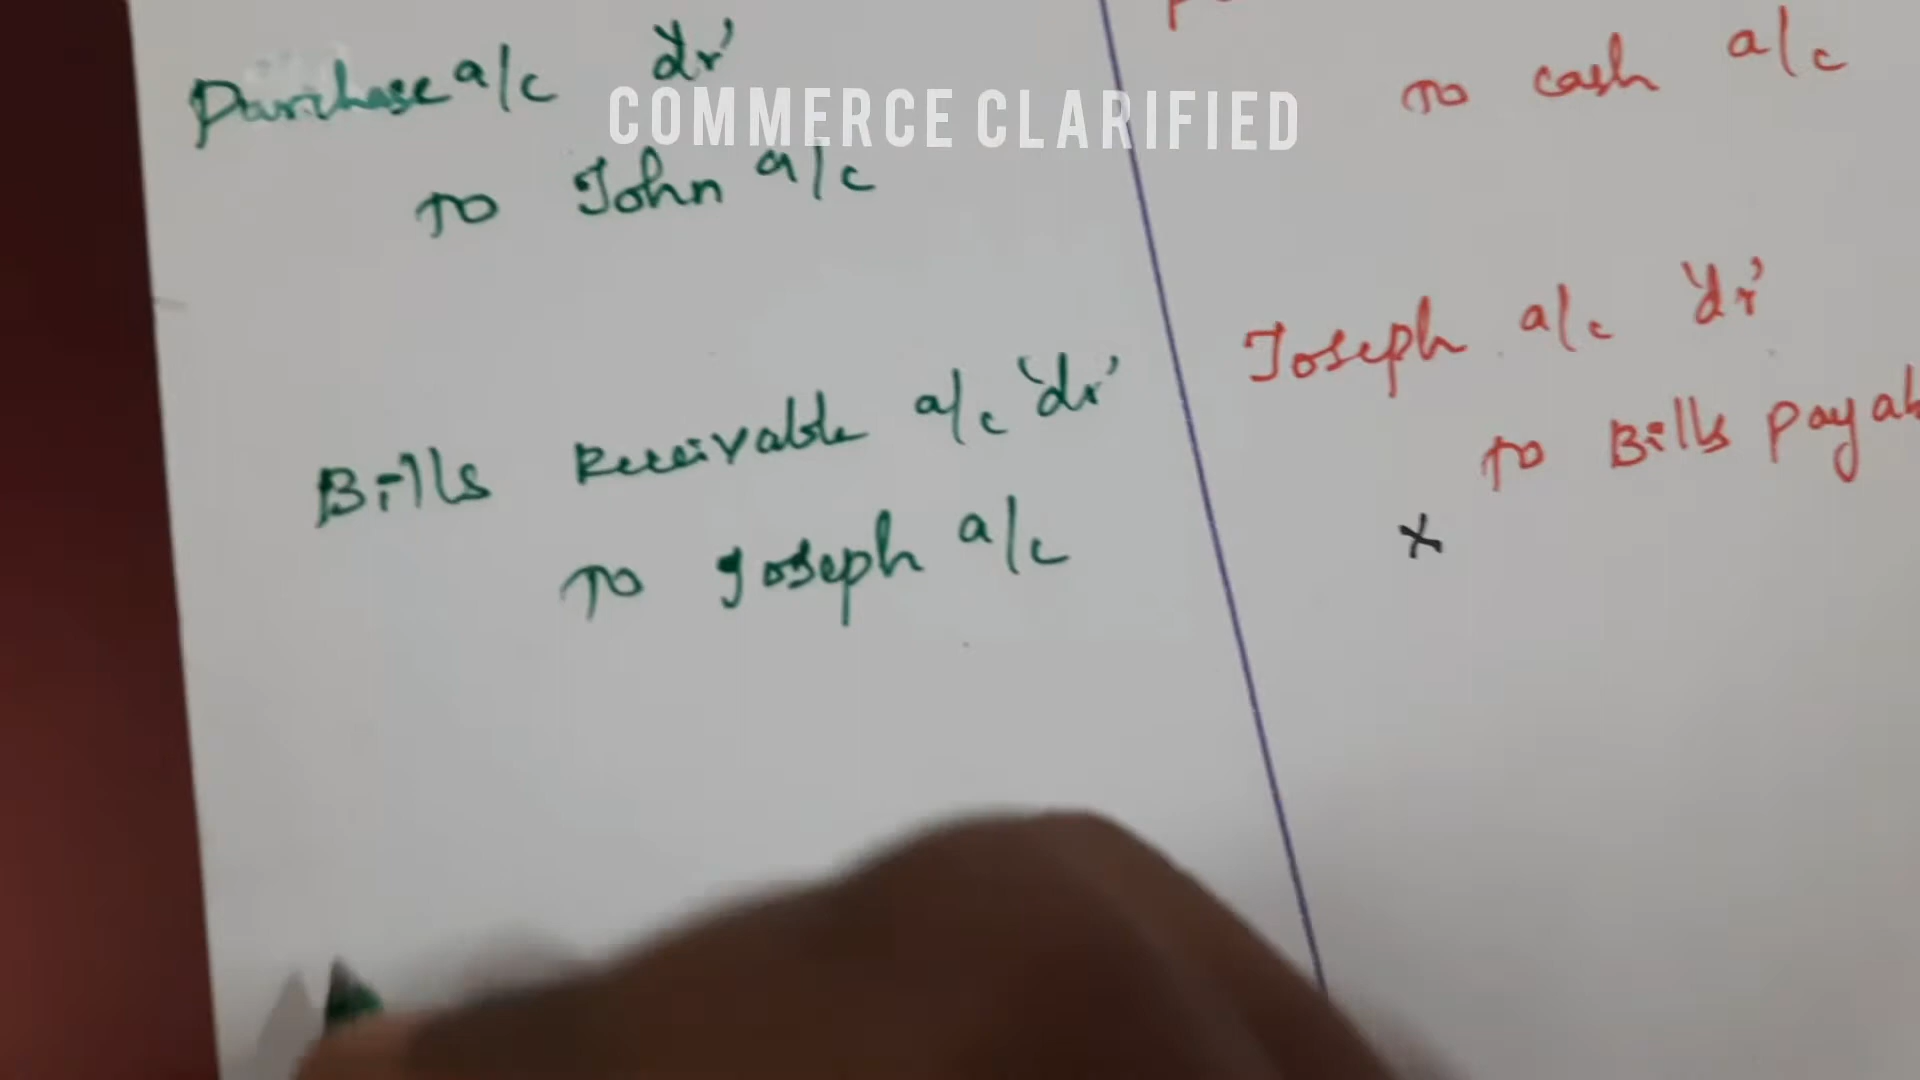 Purchase a/c 'dr'
To John a/c
Bills Receivable a/c 'dr'
To Joseph a/c
COMMERCE CLARIFIED
To cash a/c
Joseph a/c 'dr'
To Bills payab
x